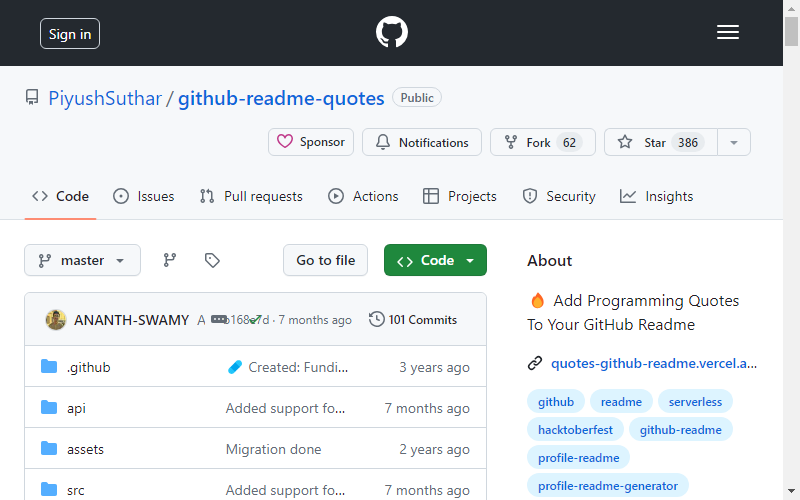 Sign in
PiyushSuthar / github-readme-quotes Public
Sponsor Notifications Fork 62 Star 386
Code Issues Pull requests Actions Projects Security Insights
master Go to file Code
About
🔥 Add Programming Quotes
To Your GitHub Readme
quotes-github-readme.vercel.a...
github readme serverless
hacktoberfest github-readme
profile-readme
profile-readme-generator
ANANTH-SWAMY A · 7 months ago 101 Commits
.github Created: Fundi... 3 years ago
api Added support fo... 7 months ago
assets Migration done 2 years ago
src Added support fo... 7 months ago